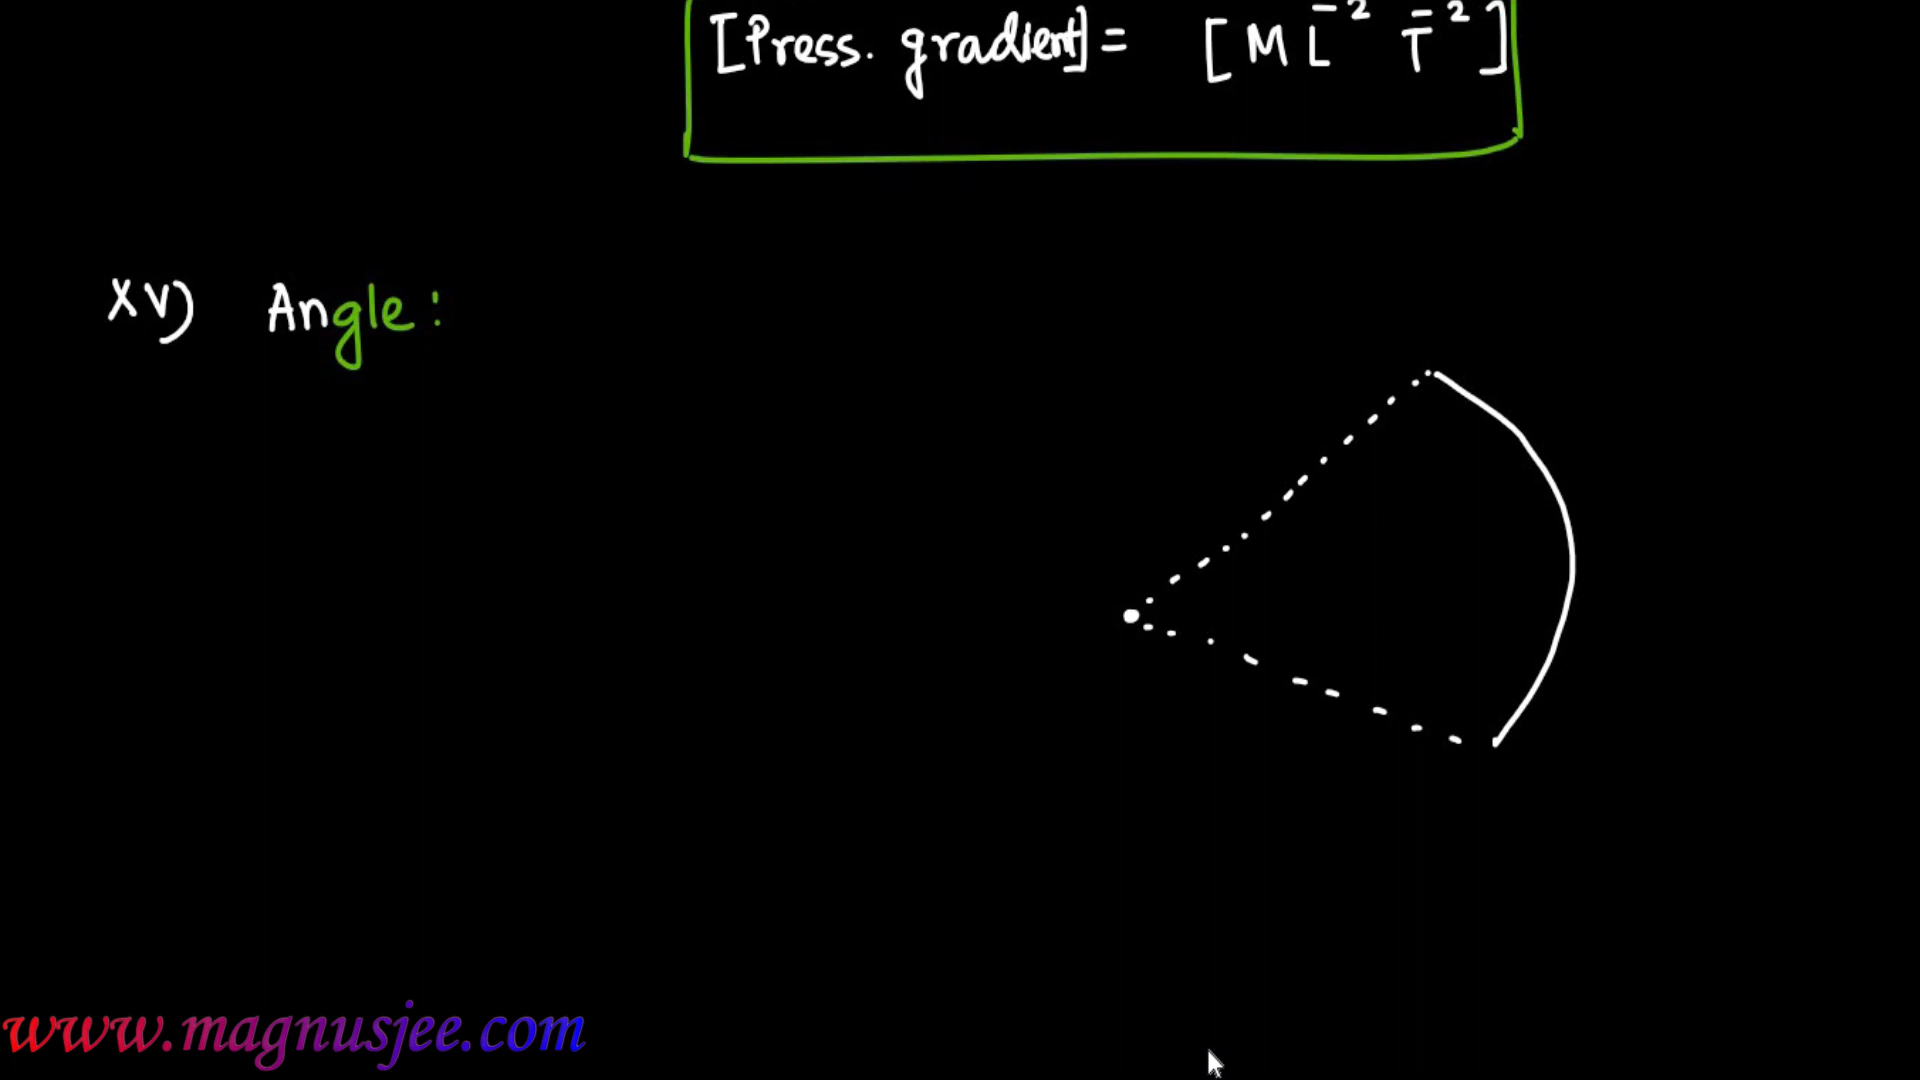 [Press. gradient] = [M L⁻² T⁻²]
XV) Angle:
www.magnusjee.com